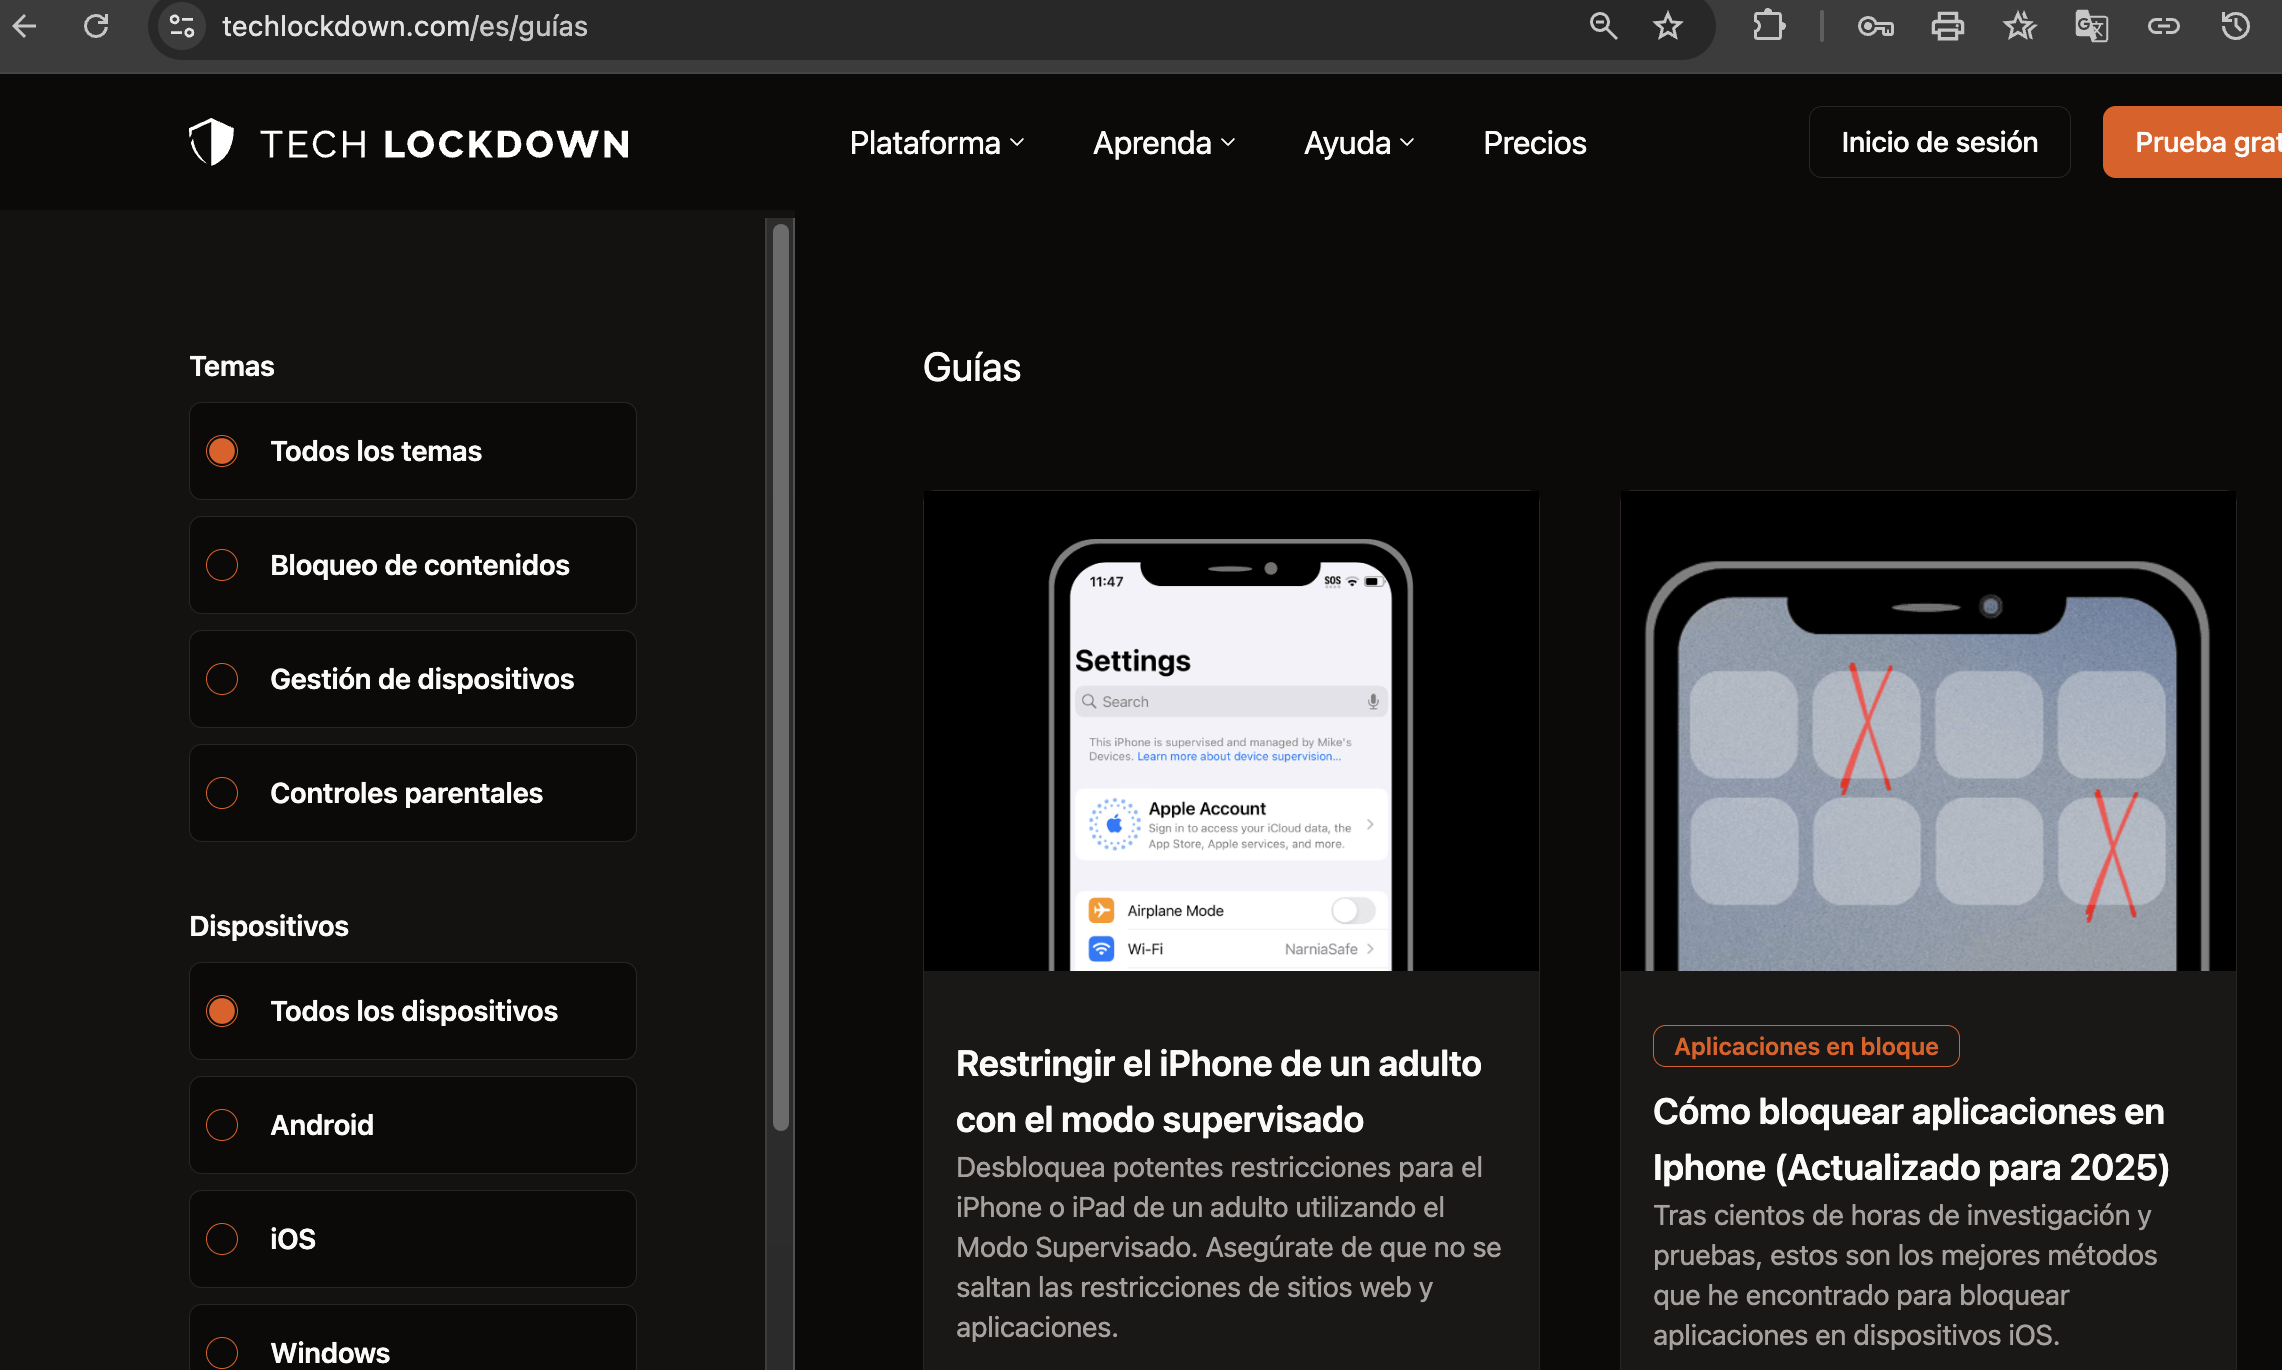 techlockdown.com/es/guías
TECH LOCKDOWN
Plataforma
Aprenda
Ayuda
Precios
Inicio de sesión
Prueba grat
Temas
Todos los temas
Bloqueo de contenidos
Gestión de dispositivos
Controles parentales
Dispositivos
Todos los dispositivos
Android
iOS
Windows
Guías
11:47
SOS
Settings
Search
This iPhone is supervised and managed by Mike's
Devices. Learn more about device supervision...
Apple Account
Sign in to access your iCloud data, the
App Store, Apple services, and more.
Airplane Mode
Wi-Fi
NarniaSafe
Restringir el iPhone de un adulto
con el modo supervisado
Desbloquea potentes restricciones para el
iPhone o iPad de un adulto utilizando el
Modo Supervisado. Asegúrate de que no se
saltan las restricciones de sitios web y
aplicaciones.
Aplicaciones en bloque
Cómo bloquear aplicaciones en
Iphone (Actualizado para 2025)
Tras cientos de horas de investigación y
pruebas, estos son los mejores métodos
que he encontrado para bloquear
aplicaciones en dispositivos iOS.